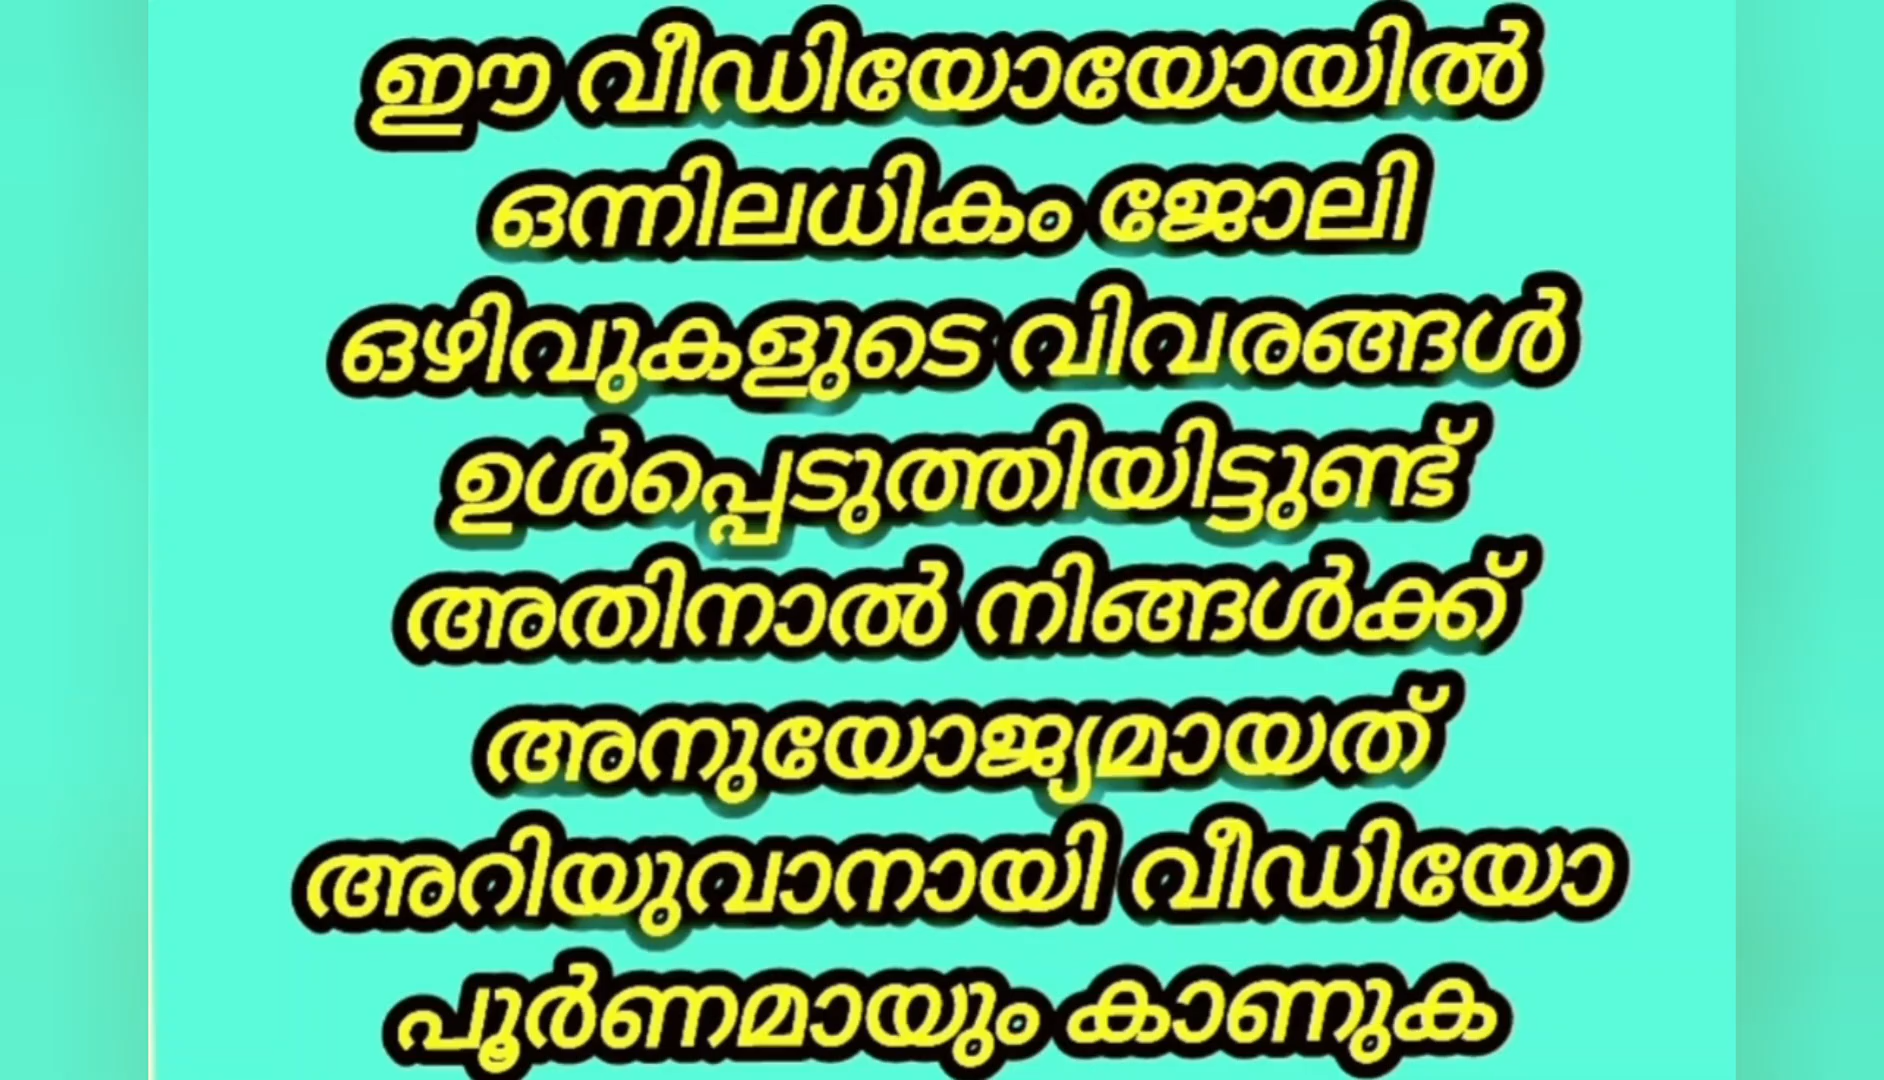 ഈ വീഡിയോയോയിൽ
ഒന്നിലധികം ജോലി
ഒഴിവുകളുടെ വിവരങ്ങൾ
ഉൾപ്പെടുത്തിയിട്ടുണ്ട്
അതിനാൽ നിങ്ങൾക്ക്
അനുയോജ്യമായത്
അറിയുവാനായി വീഡിയോ
പൂർണമായും കാണുക